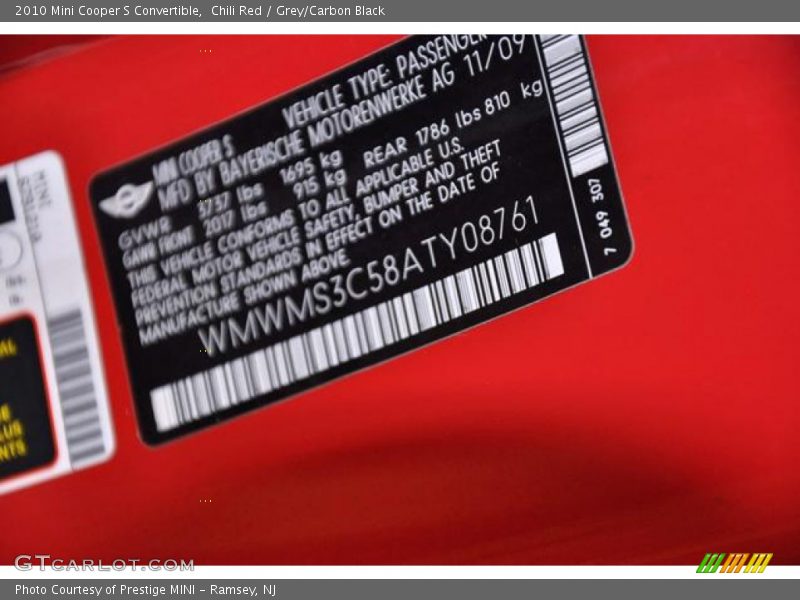 2010 Mini Cooper S Convertible,  Chili Red / Grey/Carbon Black
MINI COOPER S VEHICLE TYPE: PASSENGER
MFD BY BAYERISCHE MOTORENWERKE AG 11/09
GVWR 3737 lbs 1695 kg
GAWR FRONT 2017 lbs 915 kg REAR 1786 lbs 810 kg
THIS VEHICLE CONFORMS TO ALL APPLICABLE U.S.
FEDERAL MOTOR VEHICLE SAFETY, BUMPER AND THEFT
PREVENTION STANDARDS IN EFFECT ON THE DATE OF
MANUFACTURE SHOWN ABOVE.
WMWMS3C58ATY08761
7 049 307
MINI
GTcarlot.com
Photo Courtesy of Prestige MINI - Ramsey, NJ